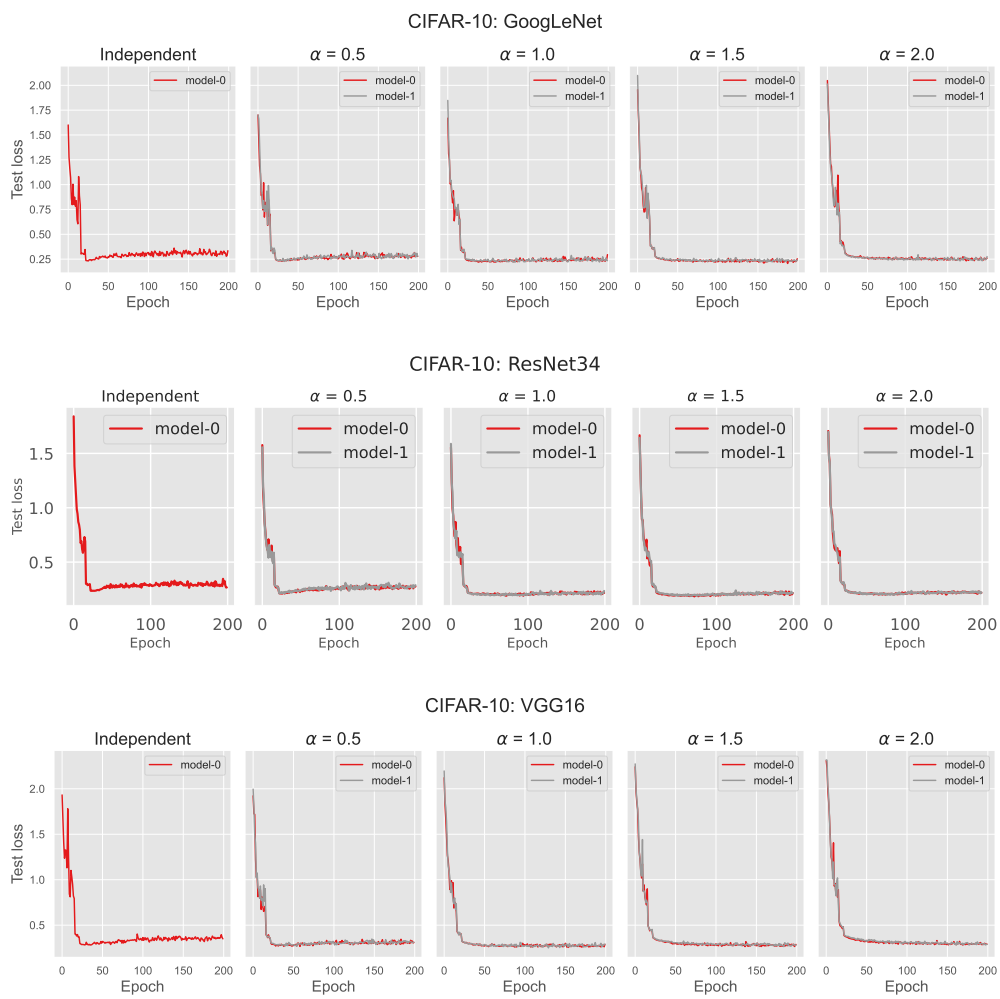 CIFAR-10: GoogLeNet
Independent α = 0.5 α = 1.0 α = 1.5 α = 2.0
model-0 model-0 model-0 model-0 model-0
model-1 model-1 model-1 model-1
2.00
1.75
1.50
1.25
1.00
0.75
0.50
0.25
Test loss
0 50 100 150 200 0 50 100 150 200 0 50 100 150 200 0 50 100 150 200 0 50 100 150 200
Epoch Epoch Epoch Epoch Epoch
CIFAR-10: ResNet34
Independent α = 0.5 α = 1.0 α = 1.5 α = 2.0
model-0 model-0 model-0 model-0 model-0
model-1 model-1 model-1 model-1
1.5
1.0
0.5
Test loss
0 200 0 200 0 200 0 200 0 200
Epoch Epoch Epoch Epoch Epoch
CIFAR-10: VGG16
Independent α = 0.5 α = 1.0 α = 1.5 α = 2.0
model-0 model-0 model-0 model-0 model-0
model-1 model-1 model-1 model-1
2.0
1.5
1.0
0.5
Test loss
0 50 100 150 200 0 50 100 150 200 0 50 100 150 200 0 50 100 150 200 0 50 100 150 200
Epoch Epoch Epoch Epoch Epoch